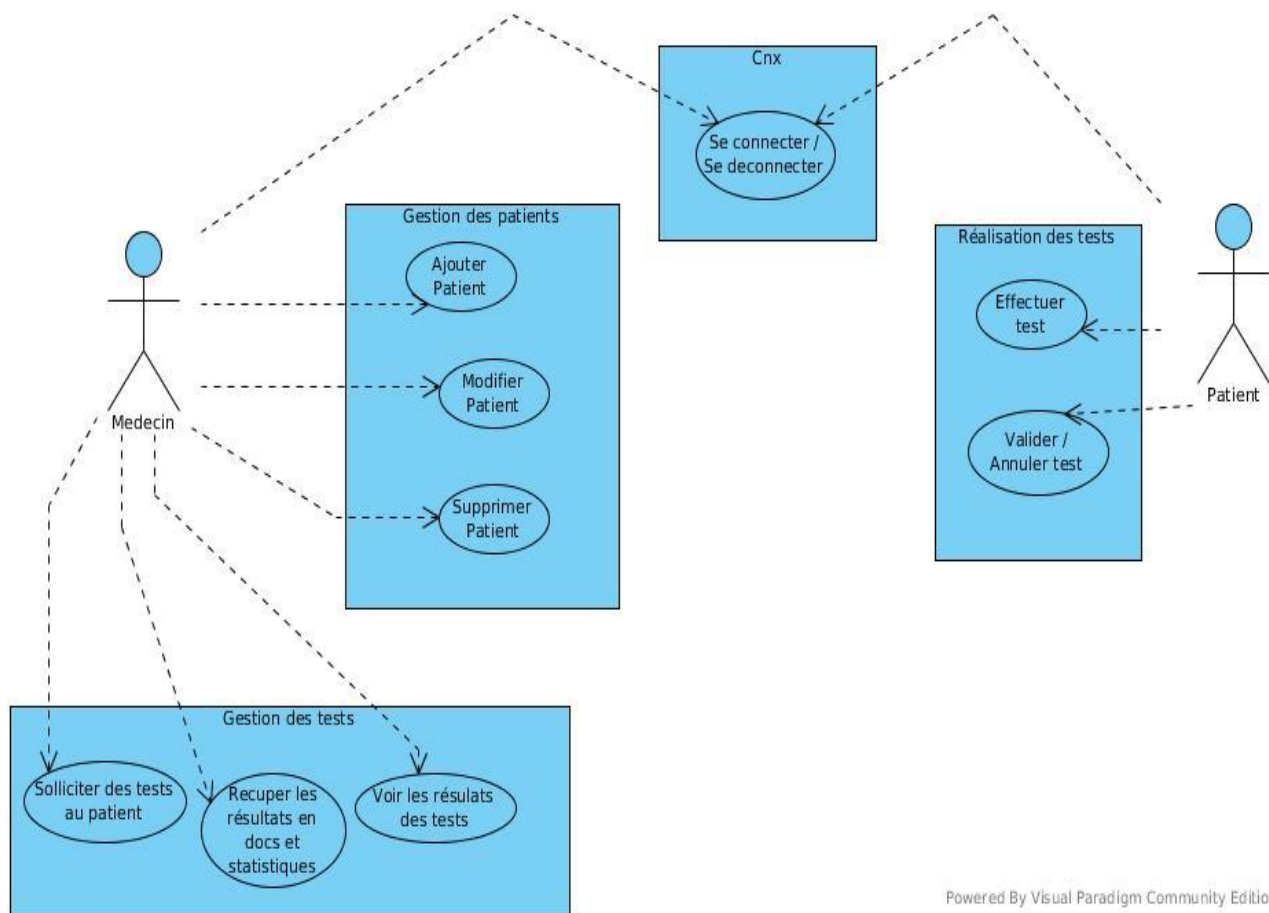 Cnx
Se connecter /
Se deconnecter
Gestion des patients
Ajouter
Patient
Modifier
Patient
Supprimer
Patient
Réalisation des tests
Effectuer
test
Valider /
Annuler test
Medecin
Patient
Gestion des tests
Solliciter des tests
au patient
Recuper les
résultats en
docs et
statistiques
Voir les résulats
des tests
Powered By Visual Paradigm Community Editio